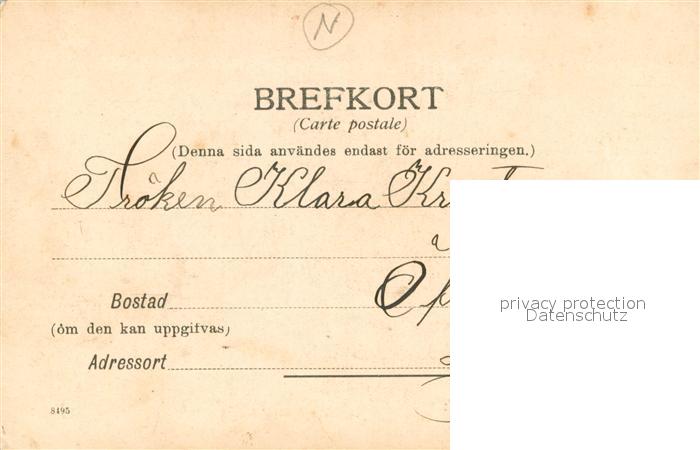 N
BREFKORT
(Carte postale)
(Denna sida användes endast för adresseringen.)
Fröken Klara
privacy protection
Datenschutz
Bostad
(om den kan uppgifvas)
Adressort
8495